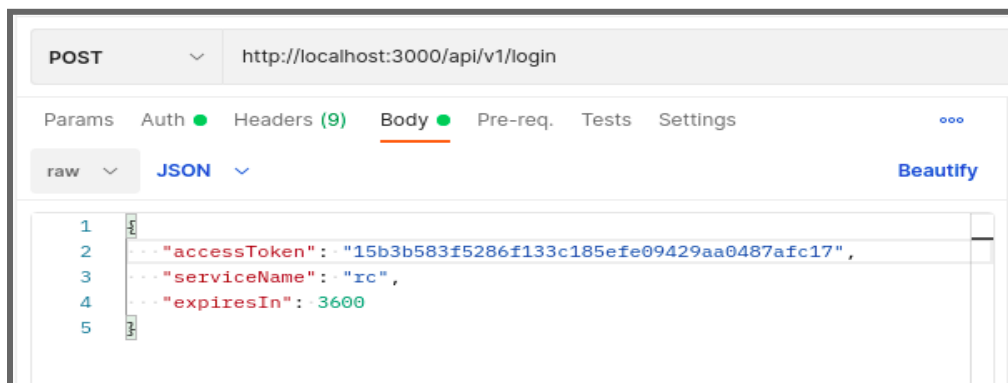 POST http://localhost:3000/api/v1/login
Params Auth Headers (9) Body Pre-req. Tests Settings ooo
raw JSON Beautify
1 {
2 "accessToken": "15b3b583f5286f133c185efe09429aa0487afc17",
3 "serviceName": "rc",
4 "expiresIn": 3600
5 }